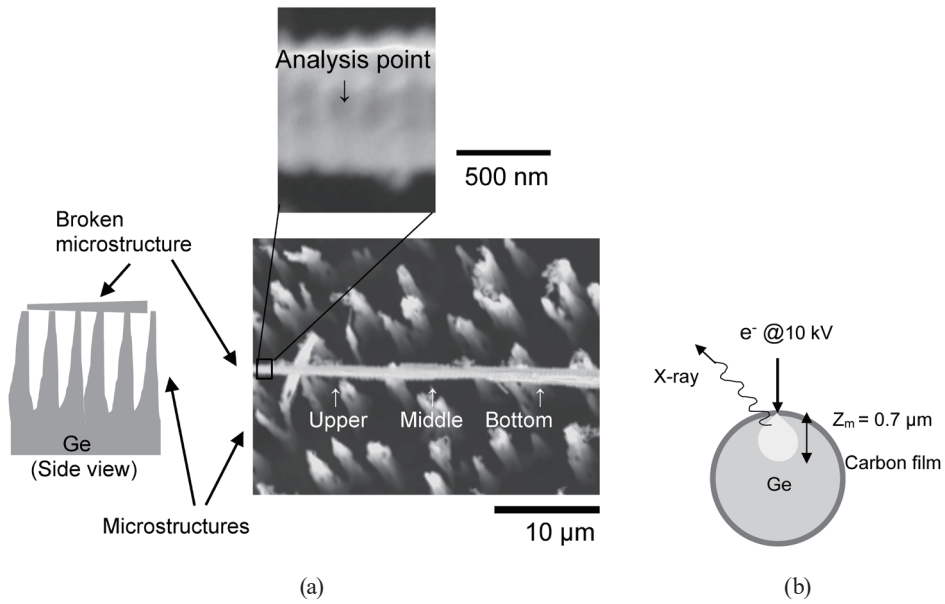 Analysis point
↓
500 nm
Broken
microstructure
Upper
Middle
Bottom
Ge
(Side view)
Microstructures
10 µm
(a)
e⁻ @10 kV
X-ray
Zₘ = 0.7 µm
Carbon film
Ge
(b)